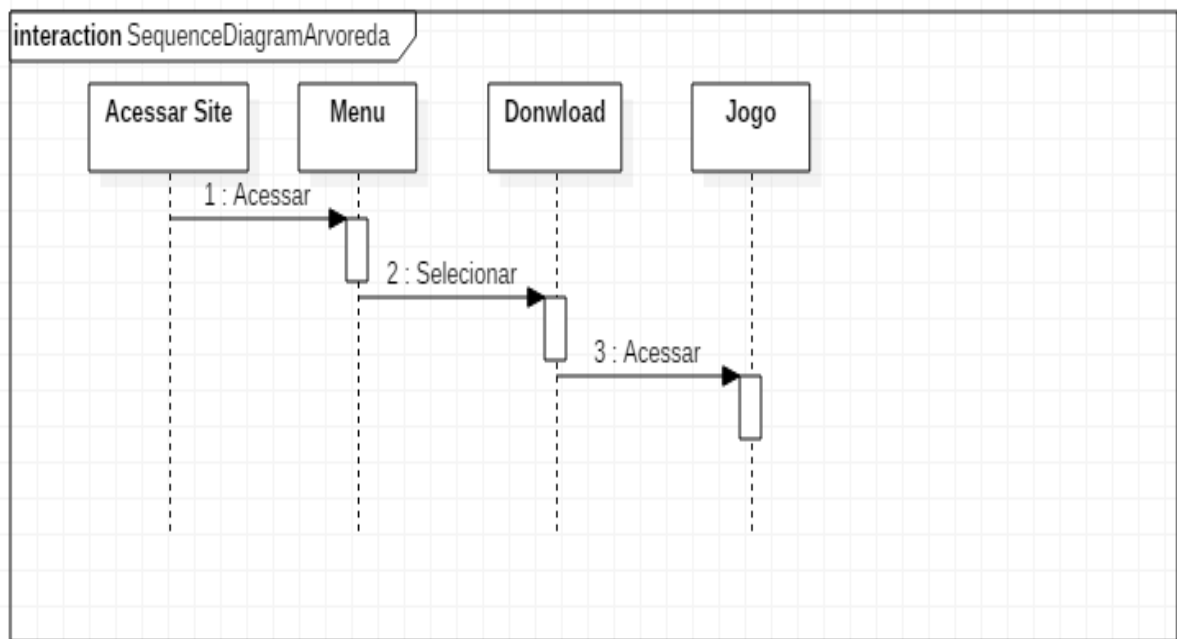 interaction SequenceDiagramArvoreda
Acessar Site
Menu
Donwload
Jogo
1 : Acessar
2 : Selecionar
3 : Acessar